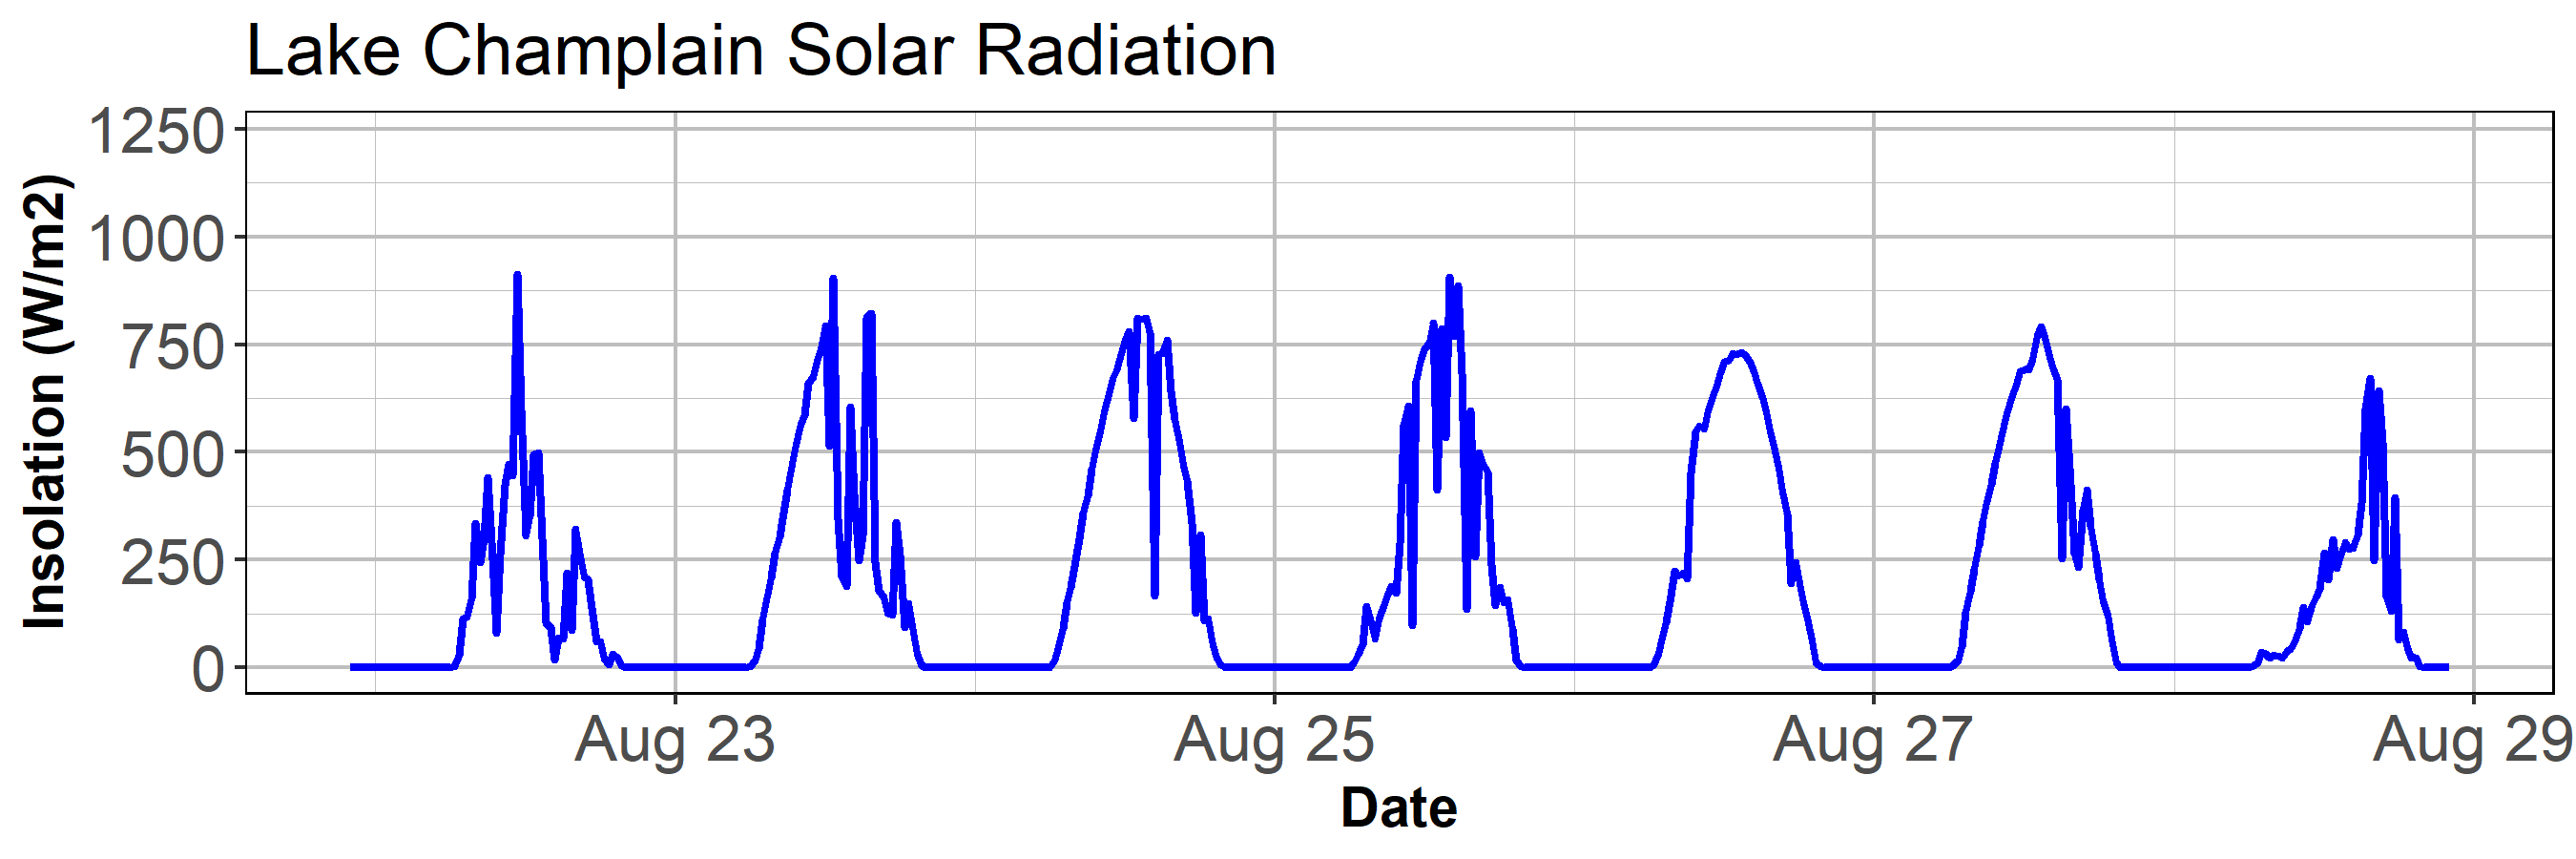 Lake Champlain Solar Radiation
1250
1000
750
500
250
0
Insolation (W/m2)
Aug 23 Aug 25 Aug 27 Aug 29
Date